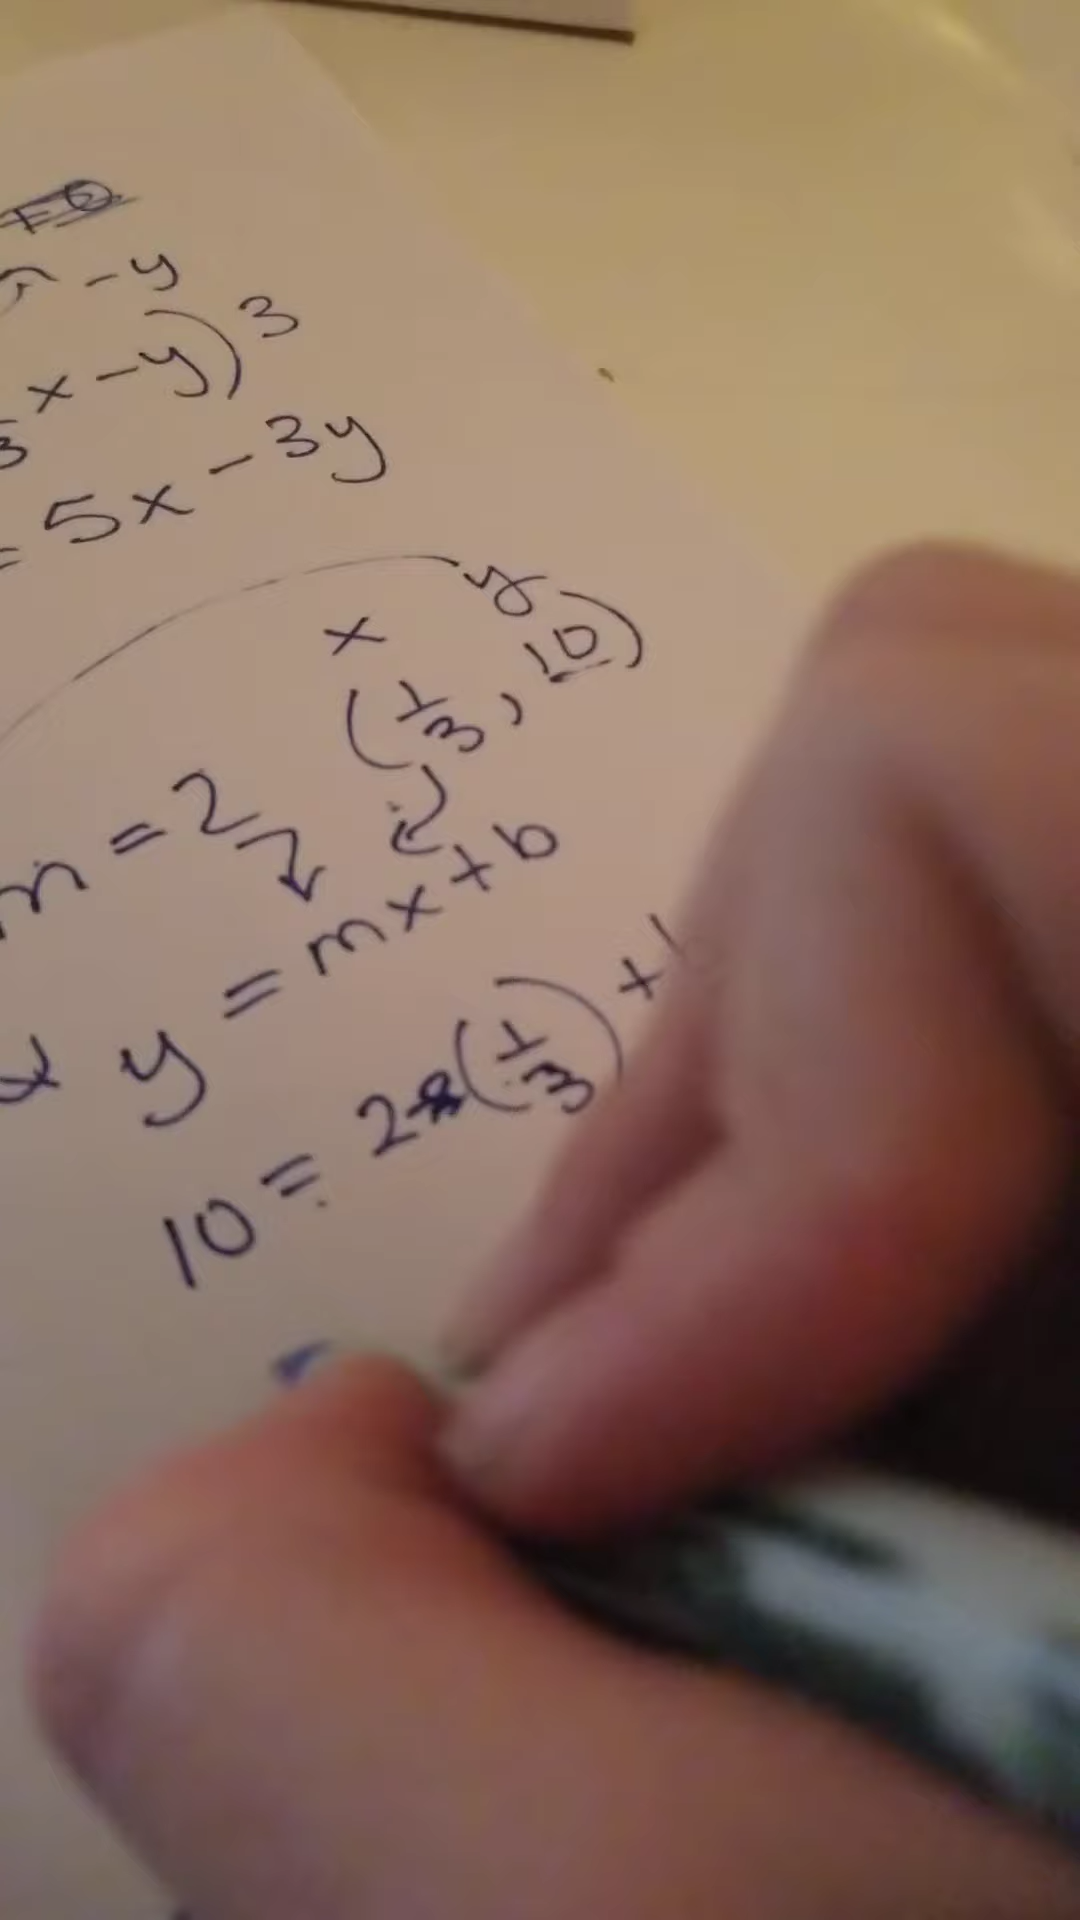 - y
x - y) 3
= 5x - 3y
x y
(1/3, 10)
m = 2
y = mx + b
10 = 2(1/3) +